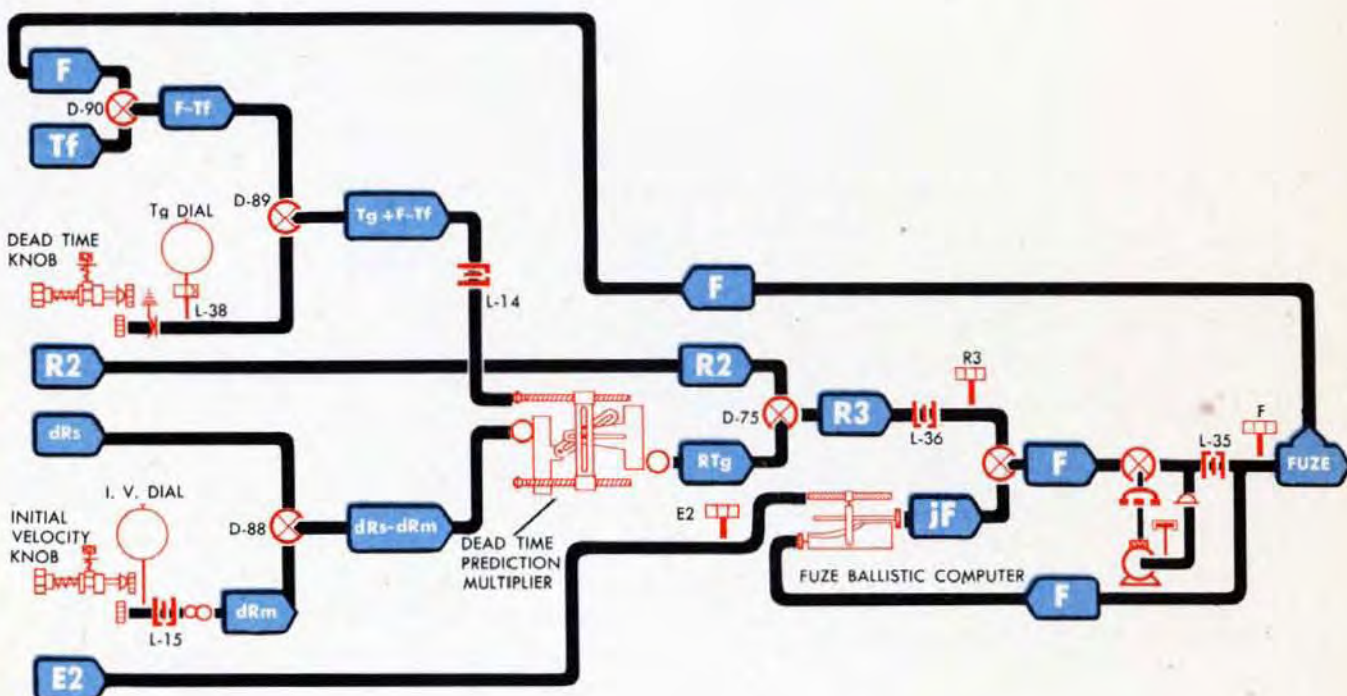 F
D-90
F-Tf
Tf
D-89
Tg DIAL
Tg + F-Tf
DEAD TIME
KNOB
L-38
L-14
F
R2
R2
R3
D-75
R3
L-36
dRs
RTg
F
L-35
F
FUZE
I. V. DIAL
INITIAL
VELOCITY
KNOB
D-88
dRs-dRm
DEAD TIME
PREDICTION
MULTIPLIER
E2
jF
FUZE BALLISTIC COMPUTER
F
L-15
dRm
E2